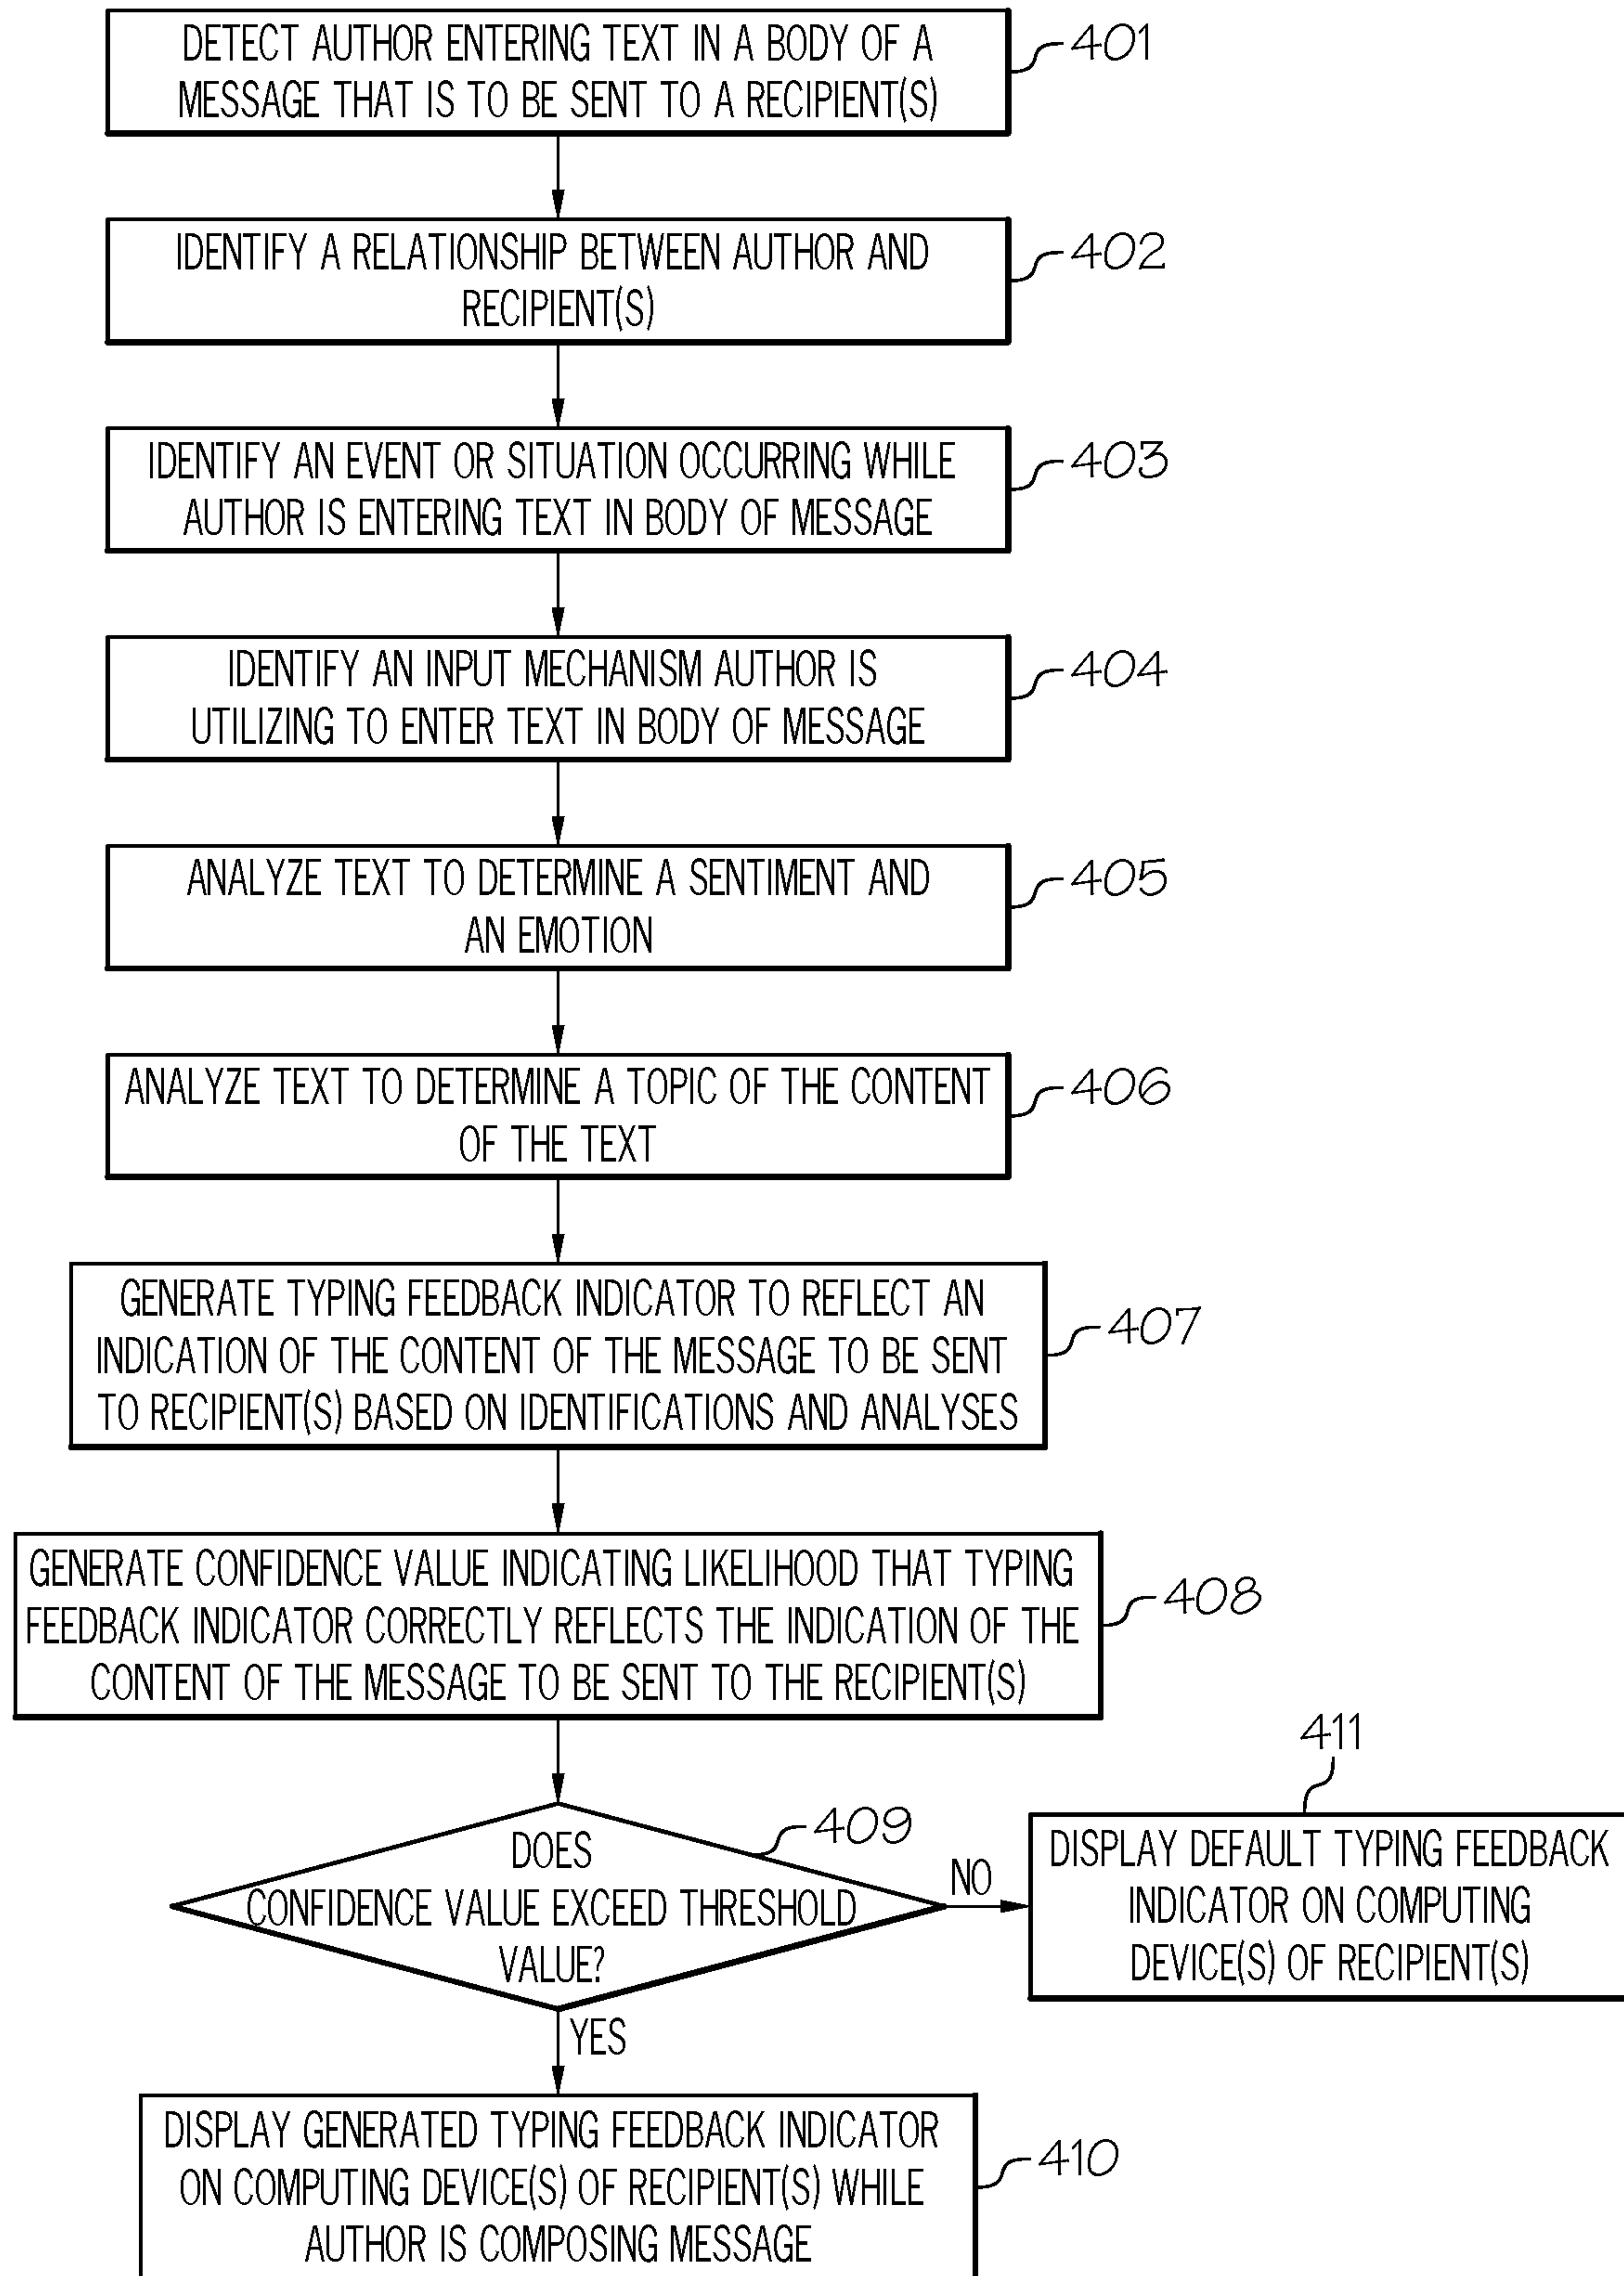 DETECT AUTHOR ENTERING TEXT IN A BODY OF A
MESSAGE THAT IS TO BE SENT TO A RECIPIENT(S)
401
IDENTIFY A RELATIONSHIP BETWEEN AUTHOR AND
RECIPIENT(S)
402
IDENTIFY AN EVENT OR SITUATION OCCURRING WHILE
AUTHOR IS ENTERING TEXT IN BODY OF MESSAGE
403
IDENTIFY AN INPUT MECHANISM AUTHOR IS
UTILIZING TO ENTER TEXT IN BODY OF MESSAGE
404
ANALYZE TEXT TO DETERMINE A SENTIMENT AND
AN EMOTION
405
ANALYZE TEXT TO DETERMINE A TOPIC OF THE CONTENT
OF THE TEXT
406
GENERATE TYPING FEEDBACK INDICATOR TO REFLECT AN
INDICATION OF THE CONTENT OF THE MESSAGE TO BE SENT
TO RECIPIENT(S) BASED ON IDENTIFICATIONS AND ANALYSES
407
GENERATE CONFIDENCE VALUE INDICATING LIKELIHOOD THAT TYPING
FEEDBACK INDICATOR CORRECTLY REFLECTS THE INDICATION OF THE
CONTENT OF THE MESSAGE TO BE SENT TO THE RECIPIENT(S)
408
DOES
CONFIDENCE VALUE EXCEED THRESHOLD
VALUE?
409
NO
411
DISPLAY DEFAULT TYPING FEEDBACK
INDICATOR ON COMPUTING
DEVICE(S) OF RECIPIENT(S)
YES
DISPLAY GENERATED TYPING FEEDBACK INDICATOR
ON COMPUTING DEVICE(S) OF RECIPIENT(S) WHILE
AUTHOR IS COMPOSING MESSAGE
410